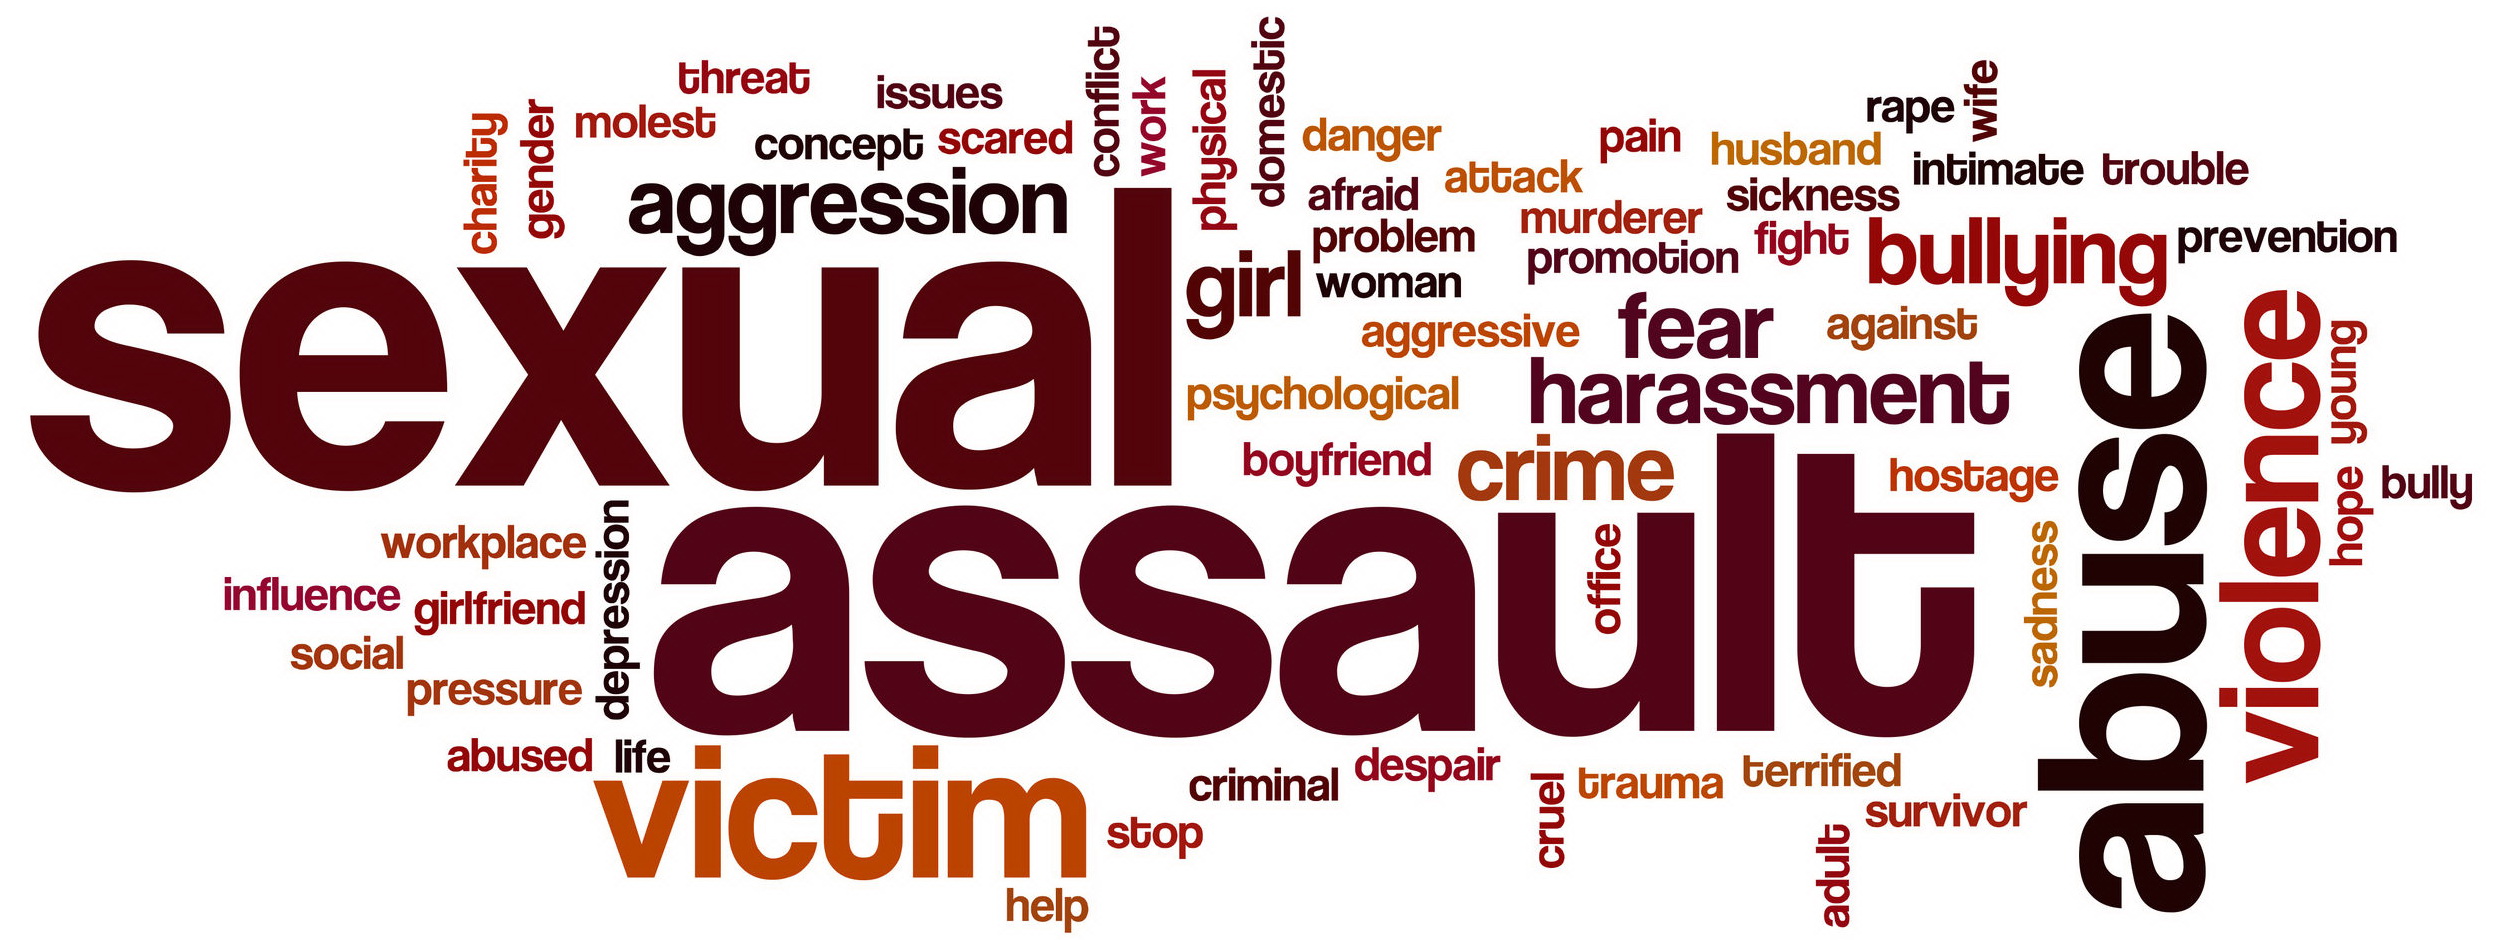 threat
issues
conflict
work
physical
domestic
charity
gender
molest
concept
scared
danger
attack
pain
husband
rape
wife
intimate
trouble
aggression
afraid
sickness
murderer
problem
promotion
fight
bullying
prevention
sexual
girl
woman
aggressive
fear
against
psychological
harassment
boyfriend
crime
hostage
abuse
violence
young
hope
bully
workplace
influence
girlfriend
social
pressure
depression
assault
office
sadness
abused
life
victim
criminal
despair
stop
cruel
trauma
terrified
survivor
adult
help